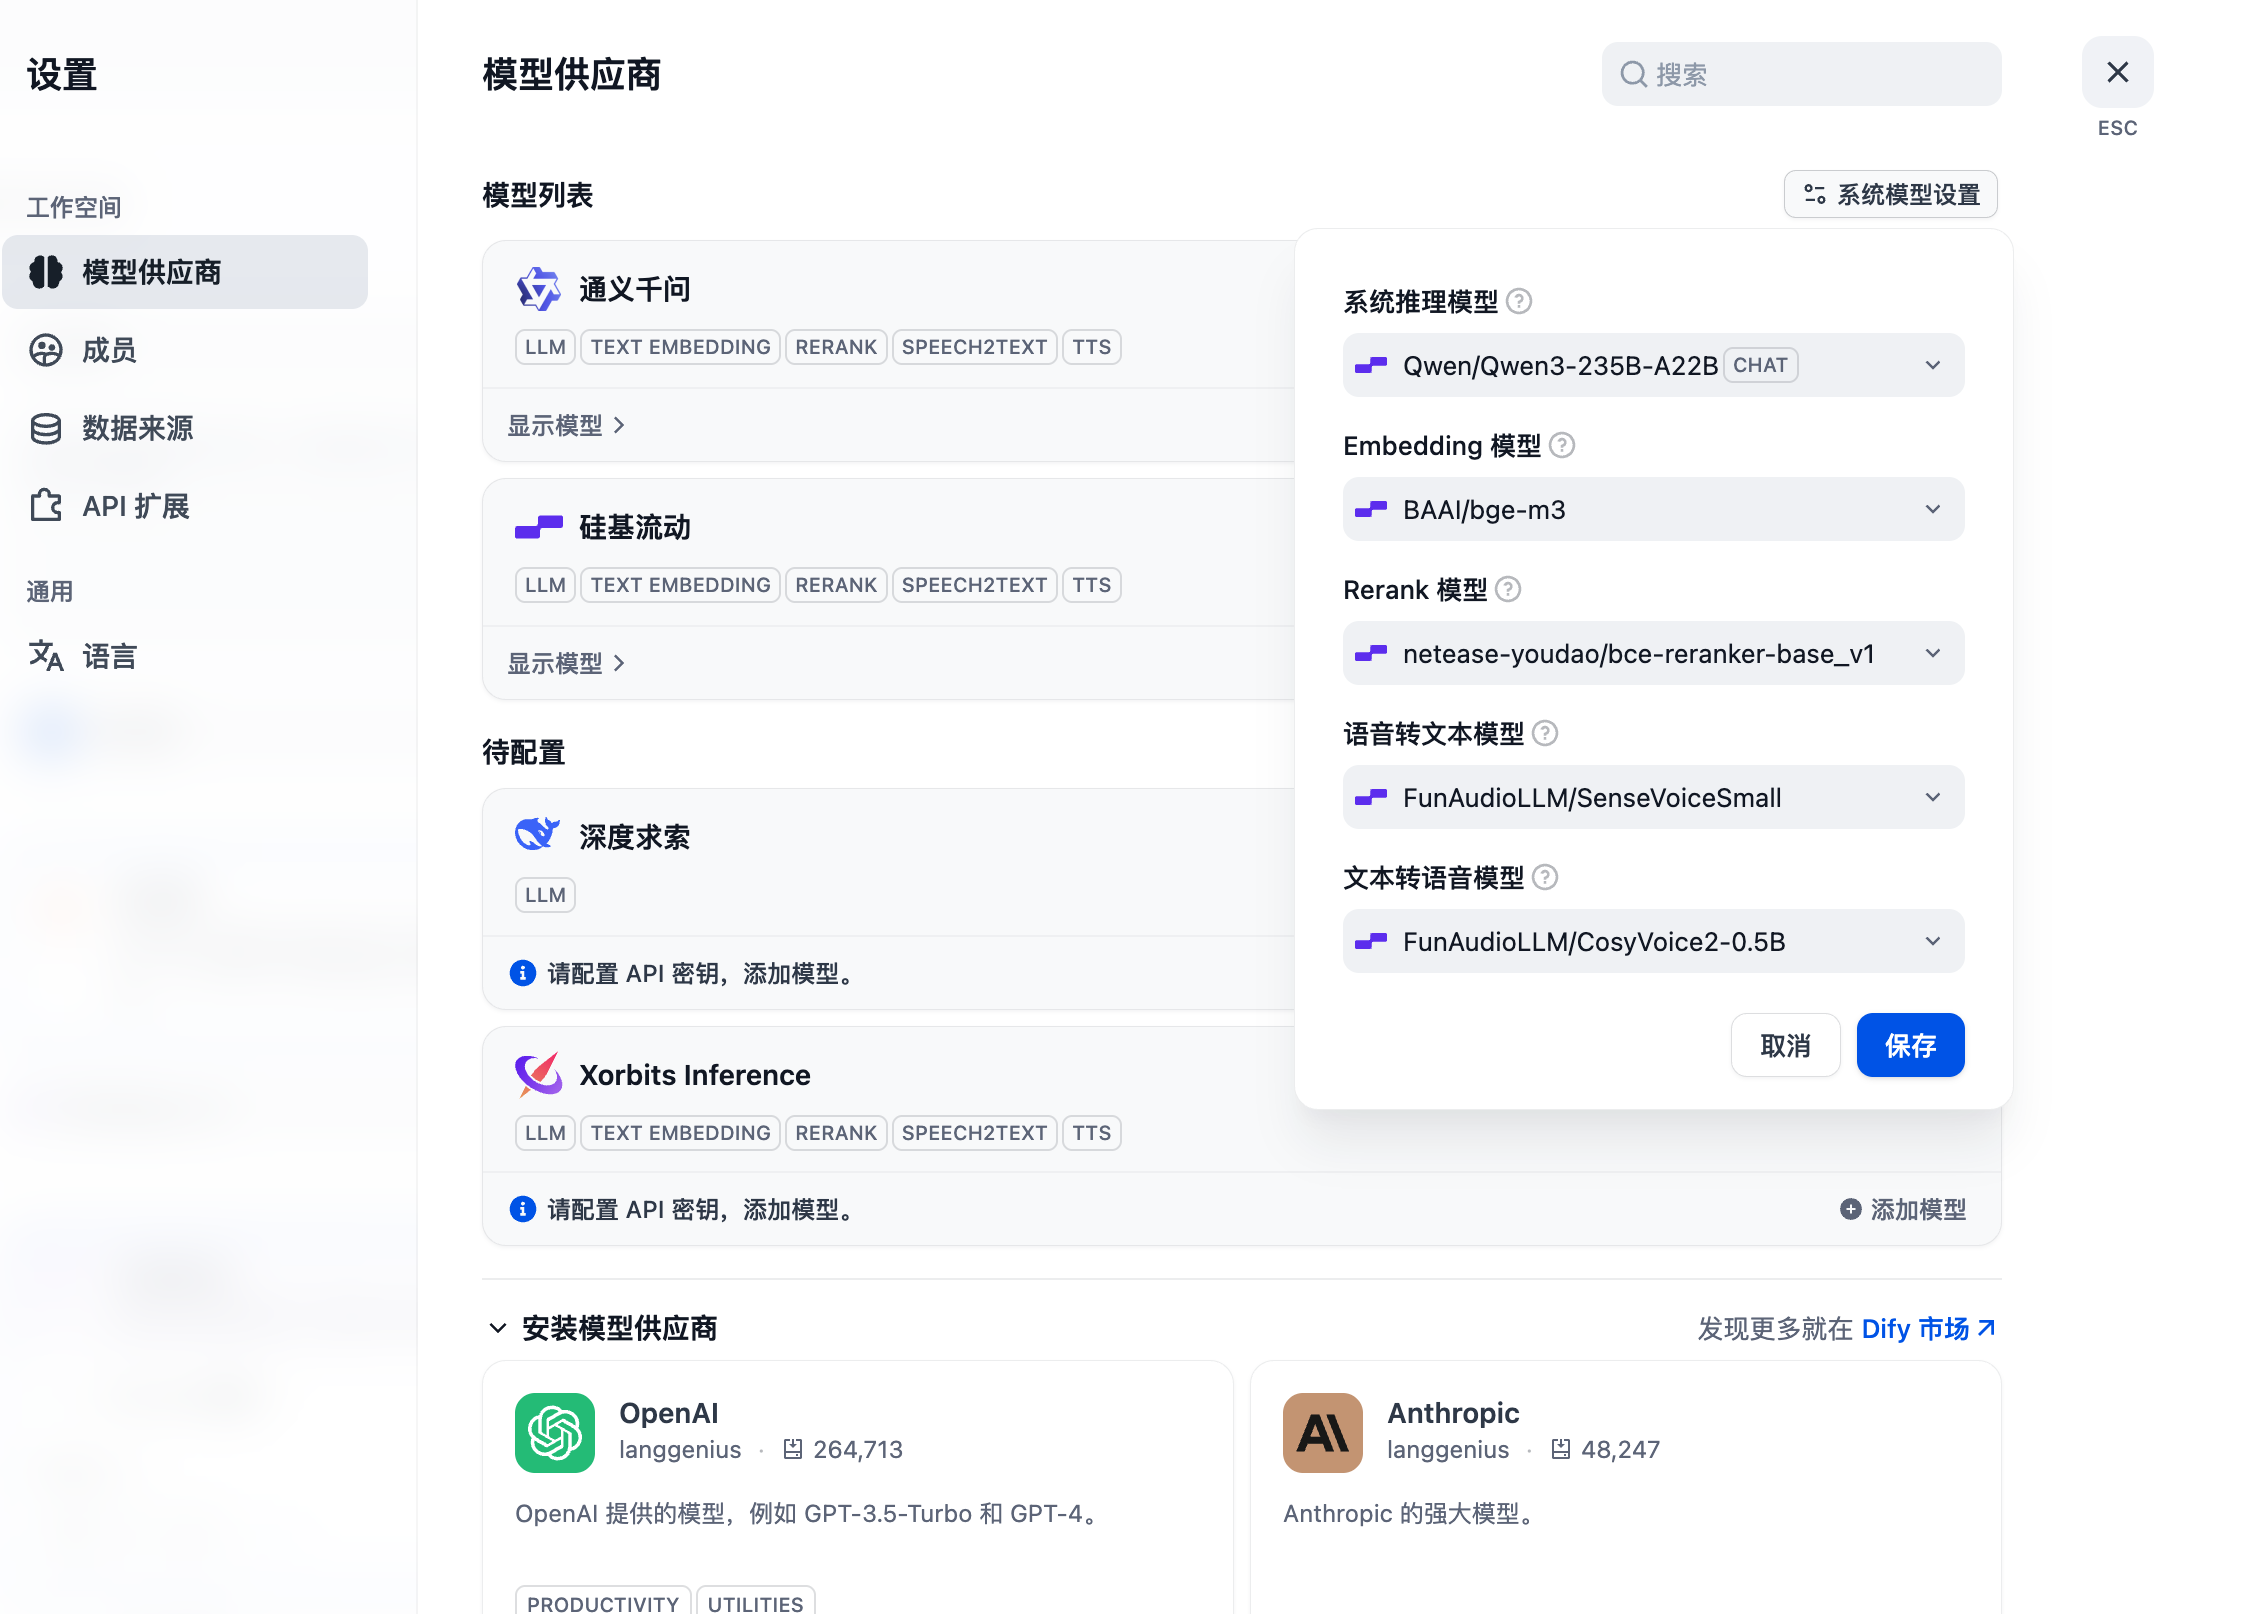 设置
工作空间
模型供应商
成员
数据来源
API 扩展
通用
语言
模型供应商
搜索
ESC
模型列表
系统模型设置
通义千问
LLM TEXT EMBEDDING RERANK SPEECH2TEXT TTS
显示模型
硅基流动
LLM TEXT EMBEDDING RERANK SPEECH2TEXT TTS
显示模型
待配置
深度求索
LLM
请配置 API 密钥，添加模型。
Xorbits Inference
LLM TEXT EMBEDDING RERANK SPEECH2TEXT TTS
请配置 API 密钥，添加模型。
添加模型
系统推理模型
Qwen/Qwen3-235B-A22B CHAT
Embedding 模型
BAAI/bge-m3
Rerank 模型
netease-youdao/bce-reranker-base_v1
语音转文本模型
FunAudioLLM/SenseVoiceSmall
文本转语音模型
FunAudioLLM/CosyVoice2-0.5B
取消
保存
安装模型供应商
发现更多就在 Dify 市场
OpenAI
langgenius · 264,713
OpenAI 提供的模型，例如 GPT-3.5-Turbo 和 GPT-4。
PRODUCTIVITY UTILITIES
Anthropic
langgenius · 48,247
Anthropic 的强大模型。